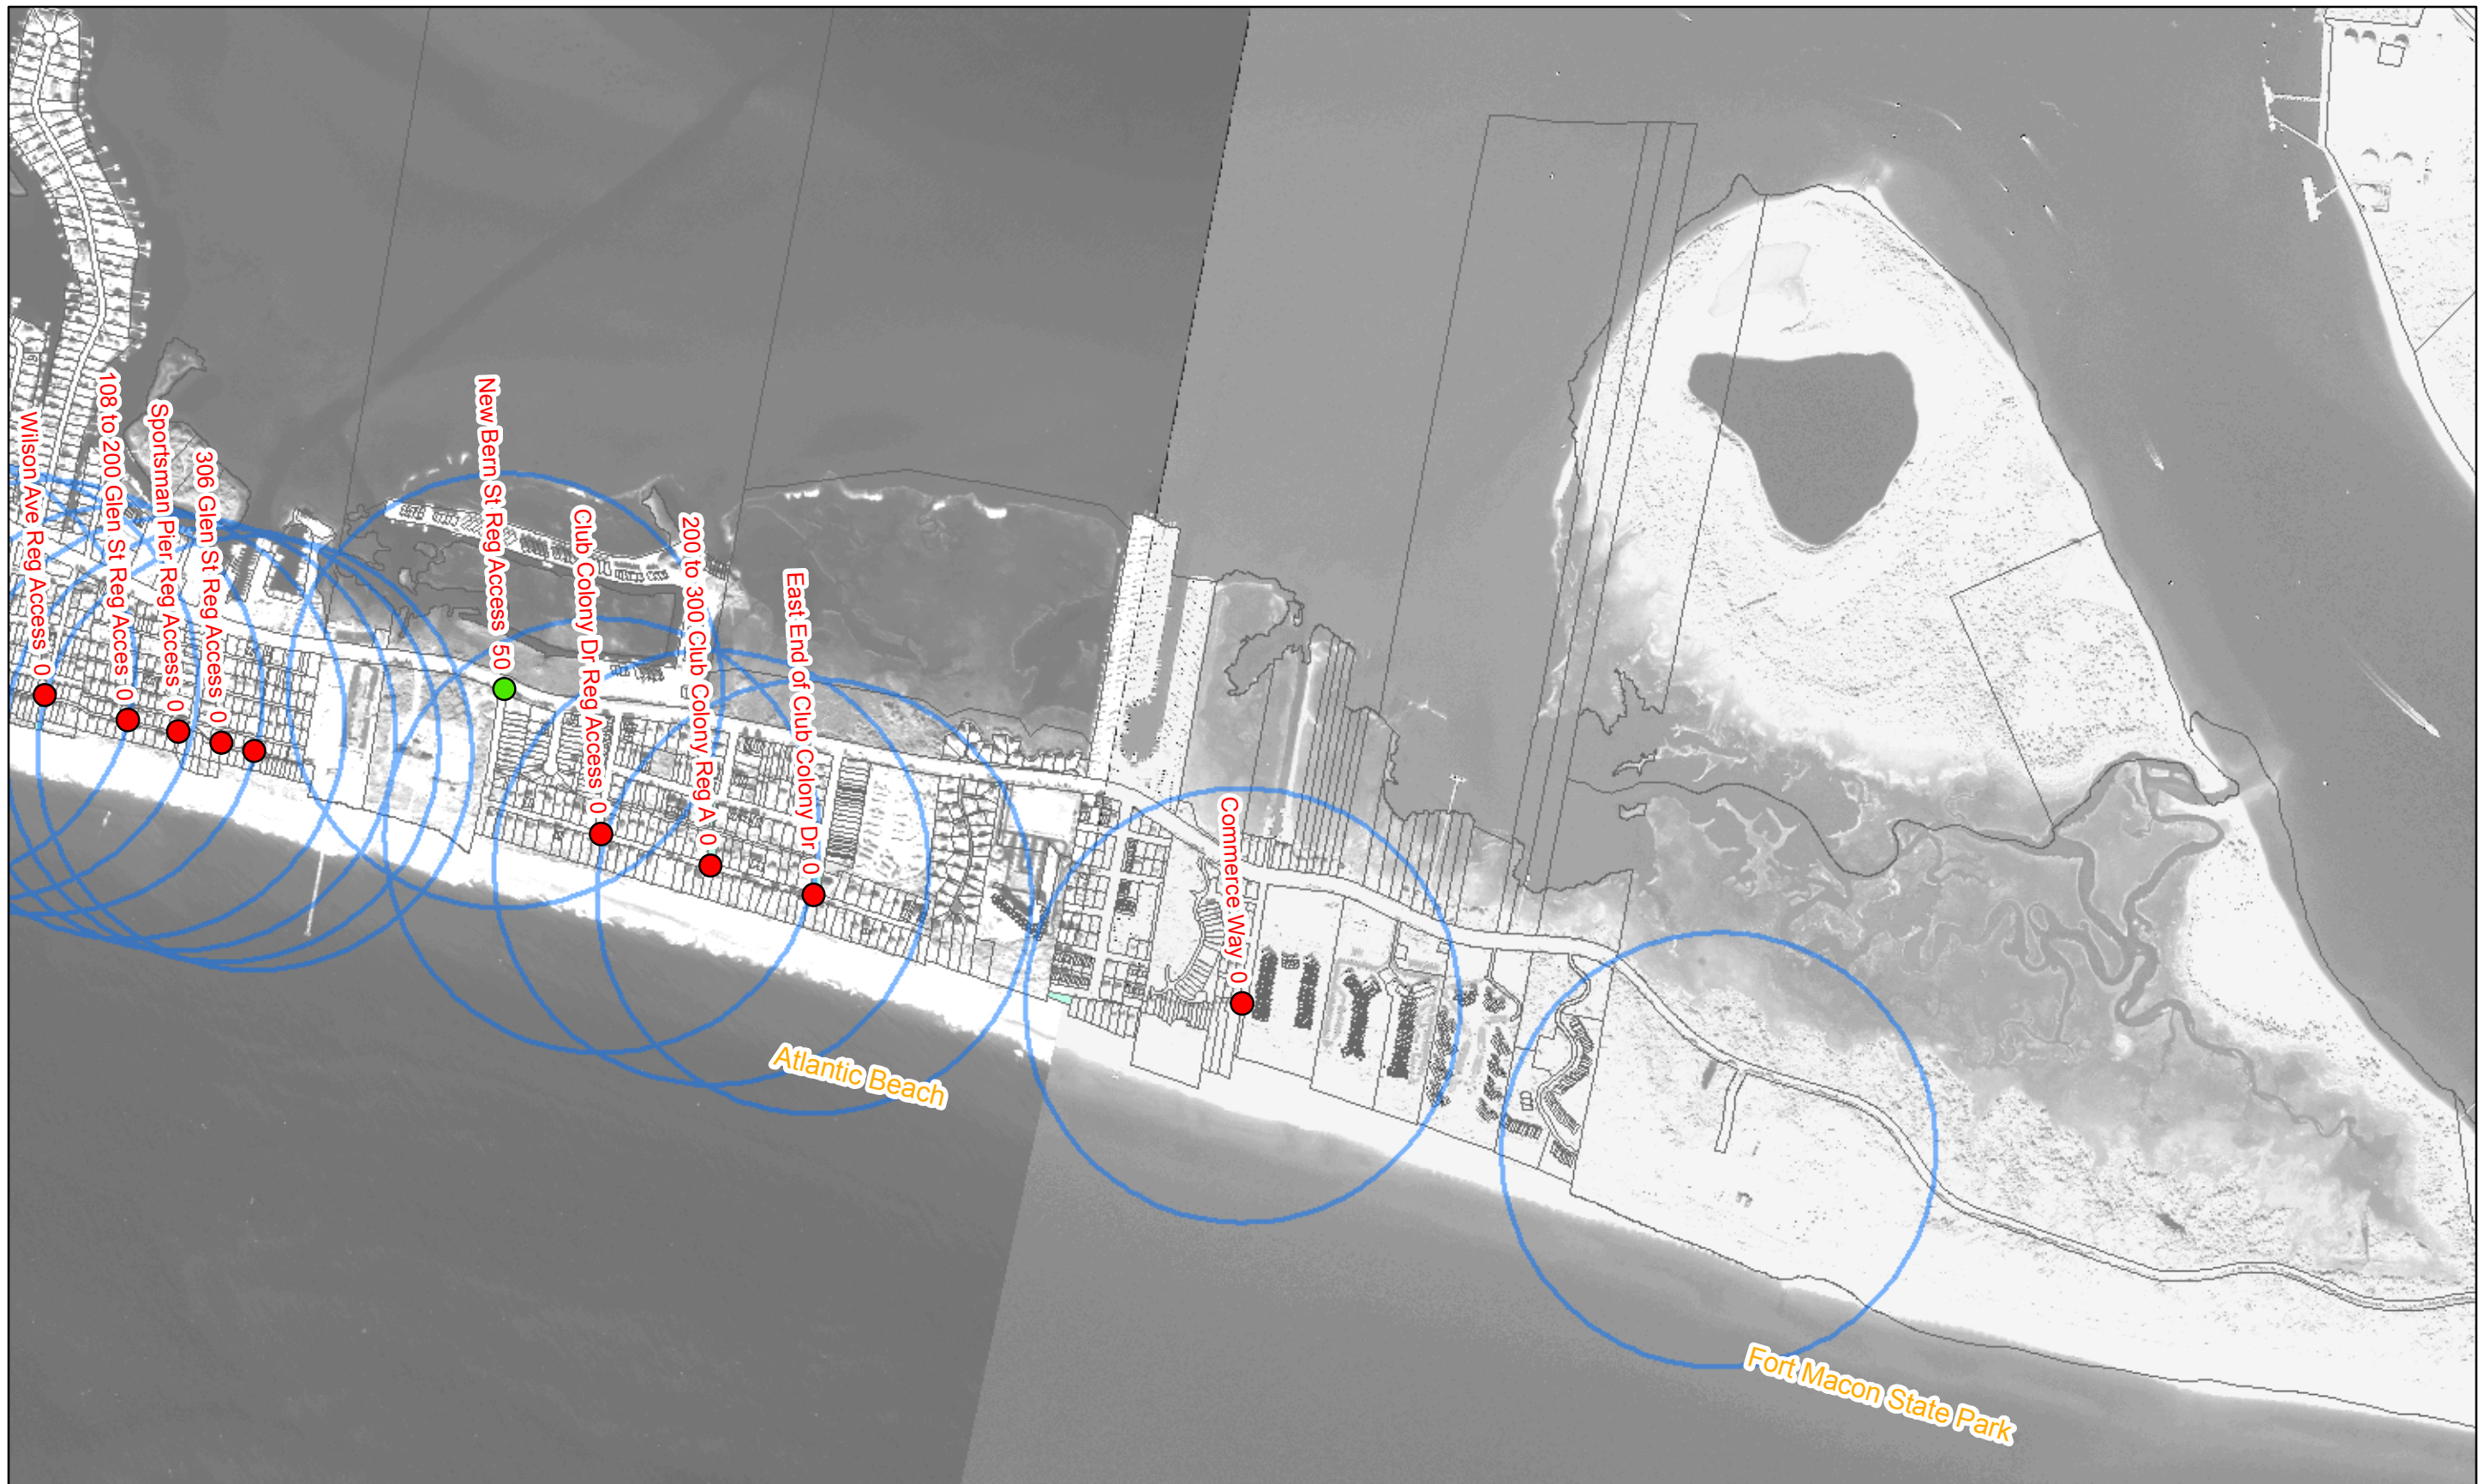 Wilson Ave Reg Access 0
108 to 200 Glen St Reg Acces 0
Sportsman Pier Reg Access 0
306 Glen St Reg Access 0
New Bern St Reg Access 50
Club Colony Dr Reg Access 0
200 to 300 Club Colony Reg A 0
East End of Club Colony Dr 0
Commerce Way 0
Atlantic Beach
Fort Macon State Park